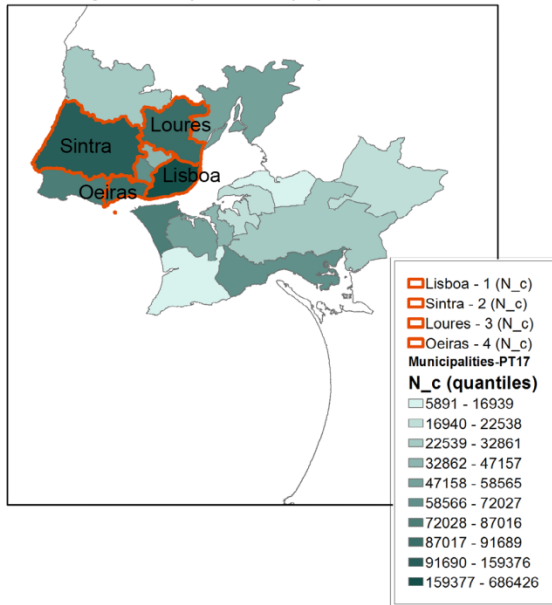 Loures
Sintra
Lisboa
Oeiras
Lisboa - 1 (N_c)
Sintra - 2 (N_c)
Loures - 3 (N_c)
Oeiras - 4 (N_c)
Municipalities-PT17
N_c (quantiles)
5891 - 16939
16940 - 22538
22539 - 32861
32862 - 47157
47158 - 58565
58566 - 72027
72028 - 87016
87017 - 91689
91690 - 159376
159377 - 686426